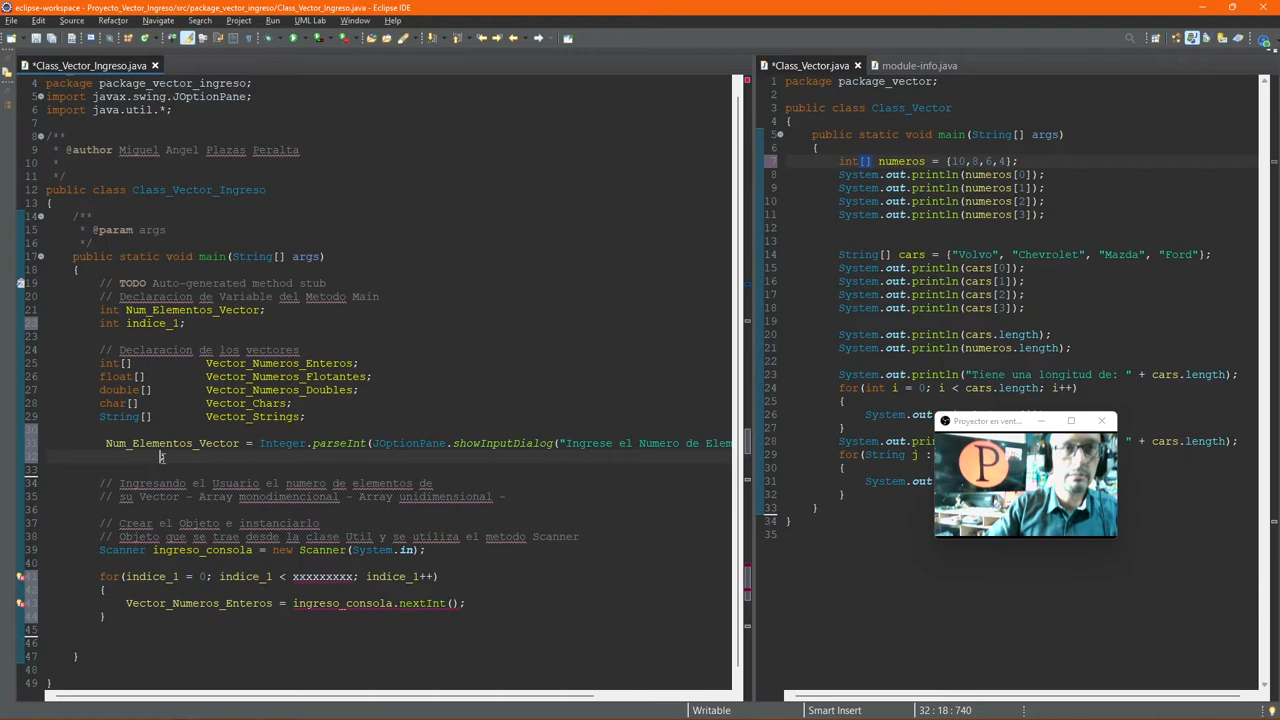 eclipse-workspace - Proyecto_Vector_Ingreso/src/package_vector_ingreso/Class_Vector_Ingreso.java - Eclipse IDE
File Edit Source Refactor Navigate Search Project Run UML Lab Window Help
*Class_Vector_Ingreso.java
4 package package_vector_ingreso;
5 import javax.swing.JOptionPane;
6 import java.util.*;
7
8 /**
9 * @author Miguel Angel Plazas Peralta
10 *
11 */
12 public class Class_Vector_Ingreso
13 {
14 /**
15 * @param args
16 */
17 public static void main(String[] args)
18 {
19 // TODO Auto-generated method stub
20 // Declaracion de Variable del Metodo Main
21 int Num_Elementos_Vector;
22 int indice_1;
23
24 // Declaracion de los vectores
25 int[] Vector_Numeros_Enteros;
26 float[] Vector_Numeros_Flotantes;
27 double[] Vector_Numeros_Doubles;
28 char[] Vector_Chars;
29 String[] Vector_Strings;
30
31 Num_Elementos_Vector = Integer.parseInt(JOptionPane.showInputDialog("Ingrese el Numero de Elem
32
33
34 // Ingresando el Usuario el numero de elementos de
35 // su Vector - Array monodimencional - Array unidimensional -
36
37 // Crear el Objeto e instanciarlo
38 // Objeto que se trae desde la clase Util y se utiliza el metodo Scanner
39 Scanner ingreso_consola = new Scanner(System.in);
40
41 for(indice_1 = 0; indice_1 < xxxxxxxxx; indice_1++)
42 {
43 Vector_Numeros_Enteros = ingreso_consola.nextInt();
44 }
45
46
47 }
48
49 }
*Class_Vector.java module-info.java
1 package package_vector;
2
3 public class Class_Vector
4 {
5 public static void main(String[] args)
6 {
7 int[] numeros = {10,8,6,4};
8 System.out.println(numeros[0]);
9 System.out.println(numeros[1]);
10 System.out.println(numeros[2]);
11 System.out.println(numeros[3]);
12
13
14 String[] cars = {"Volvo", "Chevrolet", "Mazda", "Ford"};
15 System.out.println(cars[0]);
16 System.out.println(cars[1]);
17 System.out.println(cars[2]);
18 System.out.println(cars[3]);
19
20 System.out.println(cars.length);
21 System.out.println(numeros.length);
22
23 System.out.println("Tiene una longitud de: " + cars.length);
24 for(int i = 0; i < cars.length; i++)
25 {
26 System.out.
27 }
28 System.out.pr " + cars.length);
29 for(String j :
30 {
31 System.out.
32 }
33 }
34 }
35
Proyector en vent...
P
Writable Smart Insert 32 : 18 : 740